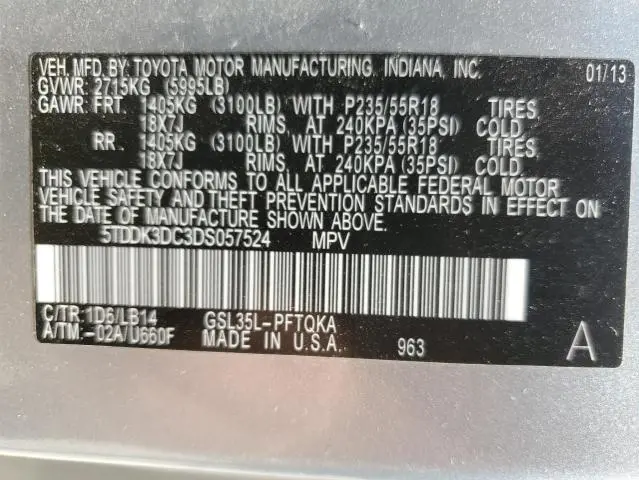 VEH. MFD. BY: TOYOTA MOTOR MANUFACTURING, INDIANA, INC. 01/13
GVWR: 2715KG (5995LB)
GAWR: FRT 1405KG (3100LB) WITH P235/55R18 TIRES,
18X7J RIMS, AT 240KPA (35PSI) COLD.
RR 1405KG (3100LB) WITH P235/55R18 TIRES,
18X7J RIMS, AT 240KPA (35PSI) COLD.
THIS VEHICLE CONFORMS TO ALL APPLICABLE FEDERAL MOTOR
VEHICLE SAFETY AND THEFT PREVENTION STANDARDS IN EFFECT ON
THE DATE OF MANUFACTURE SHOWN ABOVE.
5TDDK3DC3DS057524 MPV
C/TR: 1D6/LB14 GSL35L-PFTQKA
A/TM: -02A/U660F MADE IN U.S.A. 963 A